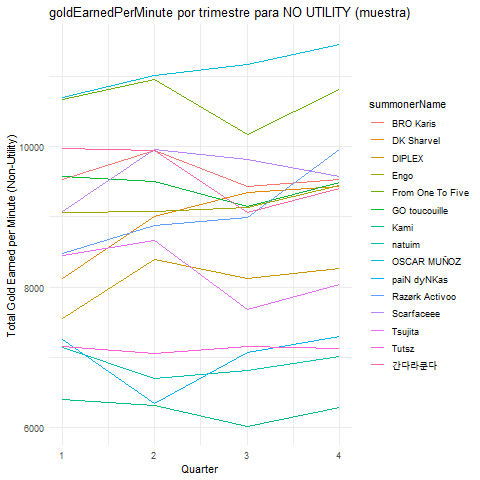 goldEarnedPerMinute por trimestre para NO UTILITY (muestra)
Total Gold Earned per Minute (Non-Utility)
10000
8000
6000
1 2 3 4
Quarter
summonerName
BRO Karis
DK Sharvel
DIPLEX
Engo
From One To Five
GO toucouille
Kami
natuim
OSCAR MUÑOZ
paiN dyNKas
Razørk Activoo
Scarfaceee
Tsujita
Tutsz
간다라묻다